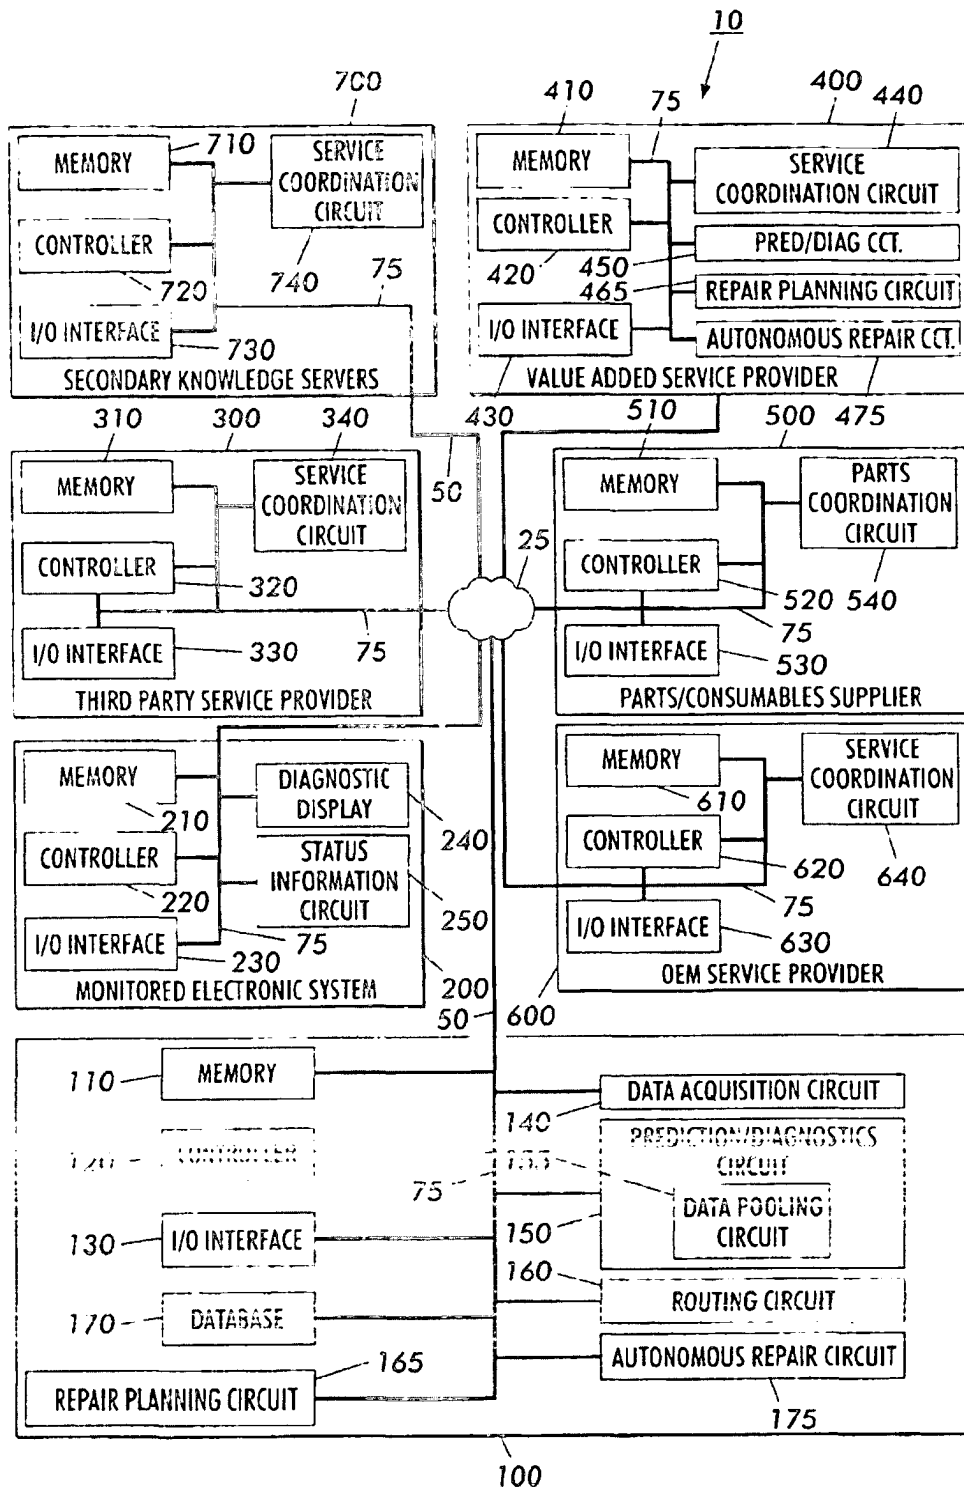 10
700
MEMORY
710
SERVICE
COORDINATION
CIRCUIT
CONTROLLER
720
740
75
I/O INTERFACE
730
SECONDARY KNOWLEDGE SERVERS
410
75
400
440
MEMORY
SERVICE
COORDINATION CIRCUIT
CONTROLLER
420
450
PRED/DIAG CCT.
465
REPAIR PLANNING CIRCUIT
I/O INTERFACE
AUTONOMOUS REPAIR CCT.
VALUE ADDED SERVICE PROVIDER
430
475
310
300
340
MEMORY
SERVICE
COORDINATION
CIRCUIT
50
CONTROLLER
320
I/O INTERFACE
330
75
THIRD PARTY SERVICE PROVIDER
25
510
500
MEMORY
PARTS
COORDINATION
CIRCUIT
CONTROLLER
520
540
75
I/O INTERFACE
530
PARTS/CONSUMABLES SUPPLIER
MEMORY
210
DIAGNOSTIC
DISPLAY
240
CONTROLLER
220
STATUS
INFORMATION
CIRCUIT
250
I/O INTERFACE
230
75
MONITORED ELECTRONIC SYSTEM
200
MEMORY
610
SERVICE
COORDINATION
CIRCUIT
CONTROLLER
620
640
75
I/O INTERFACE
630
OEM SERVICE PROVIDER
50
600
110
MEMORY
DATA ACQUISITION CIRCUIT
140
120
CONTROLLER
PREDICTION/DIAGNOSTICS
CIRCUIT
75
130
I/O INTERFACE
150
DATA POOLING
CIRCUIT
160
170
DATABASE
ROUTING CIRCUIT
165
REPAIR PLANNING CIRCUIT
AUTONOMOUS REPAIR CIRCUIT
175
100